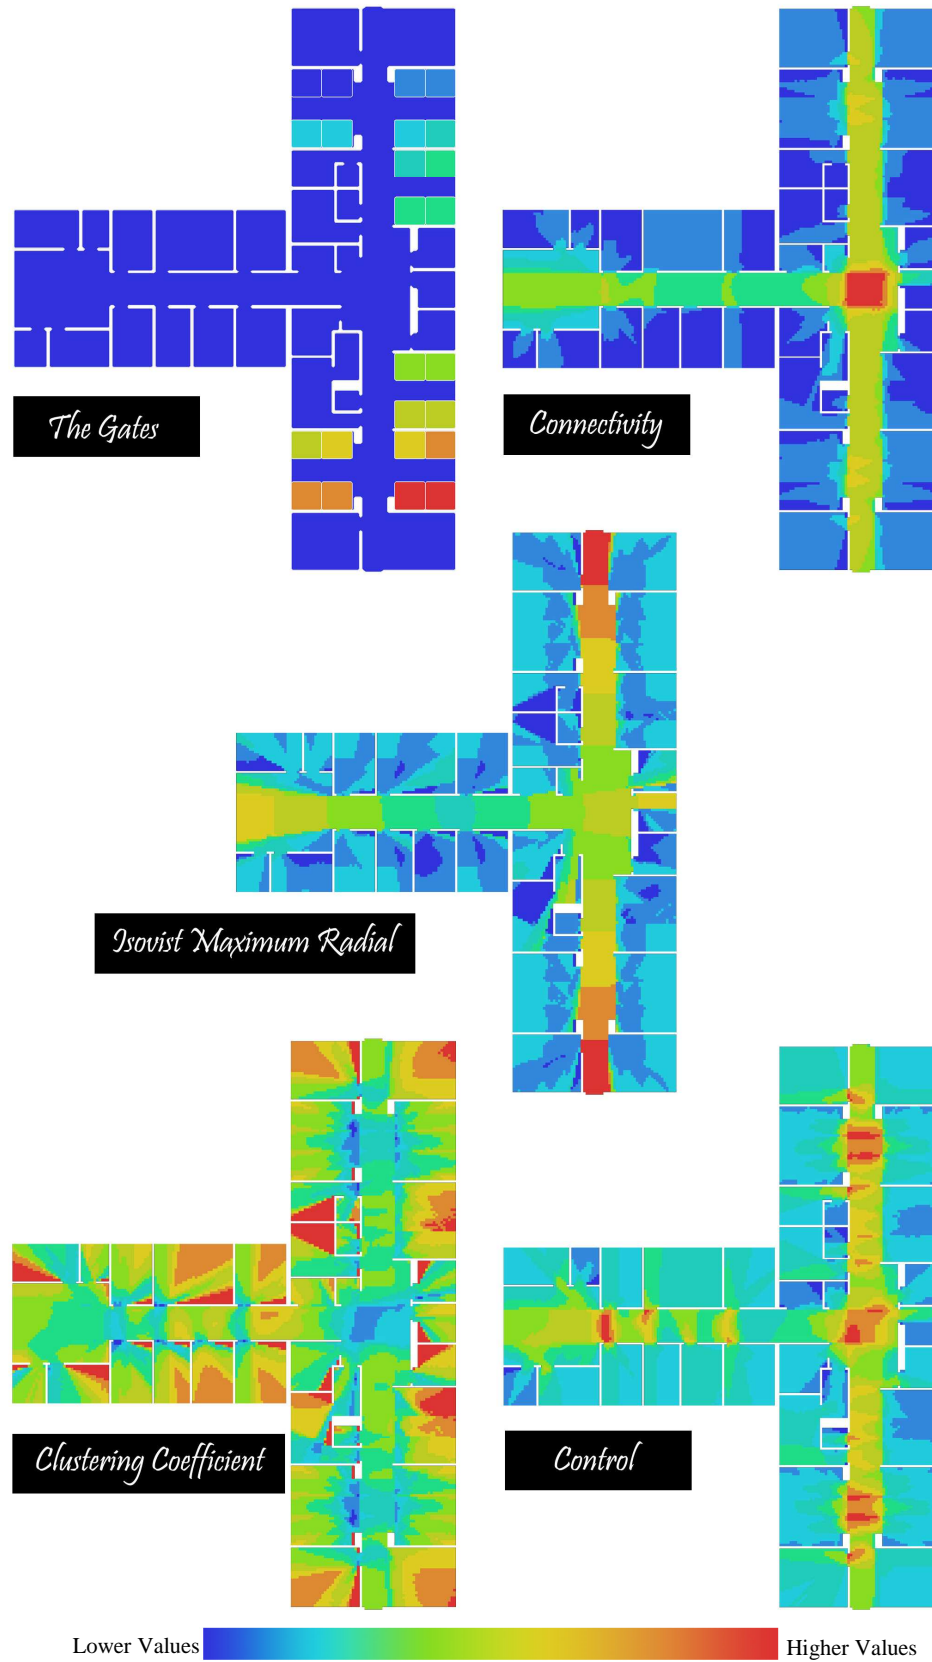 The Gates
Connectivity
Isovist Maximum Radial
Clustering Coefficient
Control
Lower Values
Higher Values